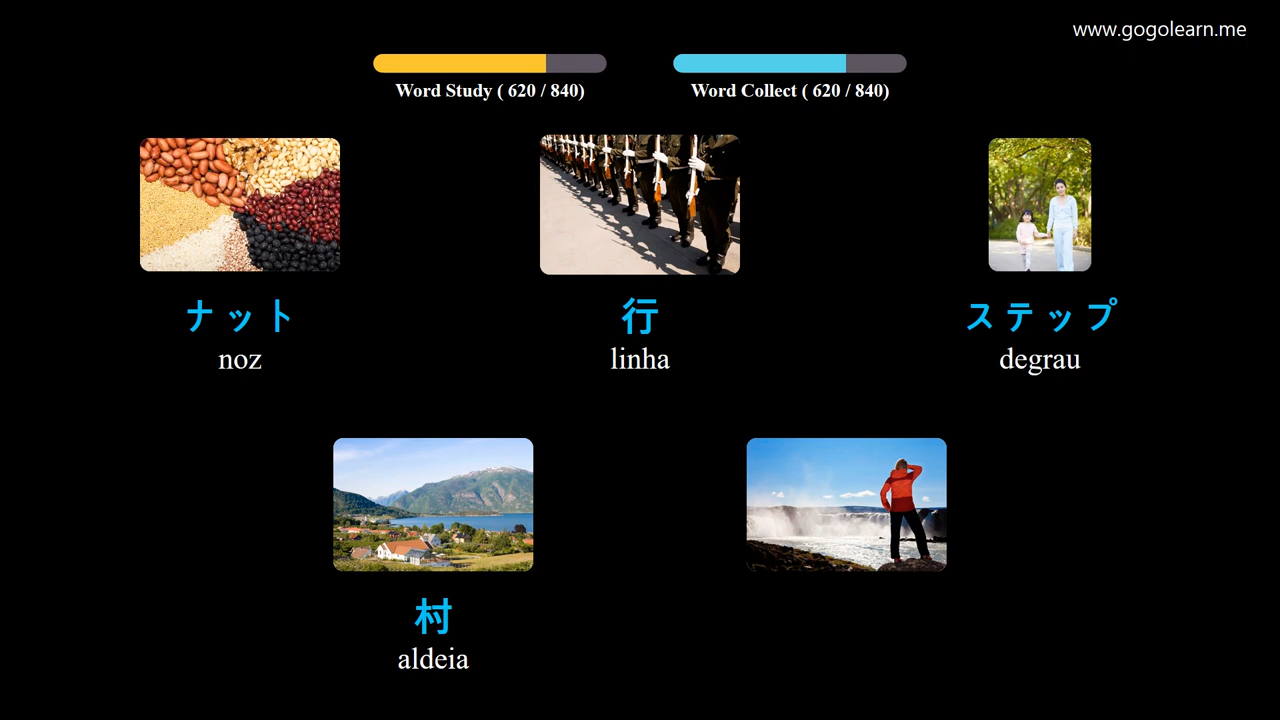 www.gogolearn.me
Word Study ( 620 / 840)
Word Collect ( 620 / 840)
ナット
noz
行
linha
ステップ
degrau
村
aldeia